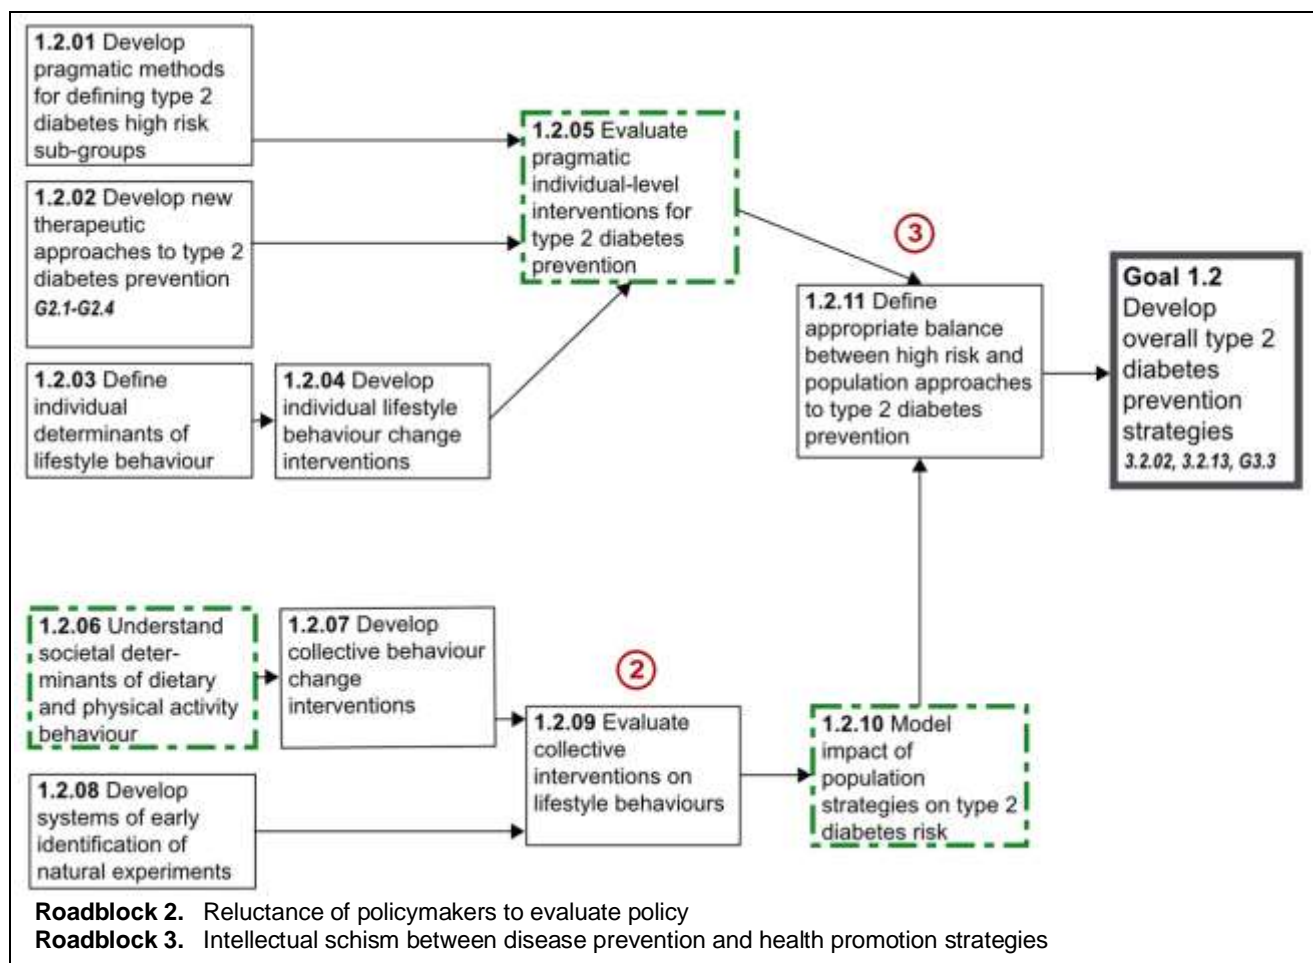 1.2.01 Develop
pragmatic methods
for defining type 2
diabetes high risk
sub-groups
1.2.02 Develop new
therapeutic
approaches to type 2
diabetes prevention
G2.1-G2.4
1.2.03 Define
individual
determinants of
lifestyle behaviour
1.2.04 Develop
individual lifestyle
behaviour change
interventions
1.2.05 Evaluate
pragmatic
individual-level
interventions for
type 2 diabetes
prevention
3
1.2.11 Define
appropriate balance
between high risk and
population approaches
to type 2 diabetes
prevention
Goal 1.2
Develop
overall type 2
diabetes
prevention
strategies
3.2.02, 3.2.13, G3.3
1.2.06 Understand
societal deter-
minants of dietary
and physical activity
behaviour
1.2.07 Develop
collective behaviour
change
interventions
1.2.08 Develop
systems of early
identification of
natural experiments
2
1.2.09 Evaluate
collective
interventions on
lifestyle behaviours
1.2.10 Model
impact of
population
strategies on type 2
diabetes risk
Roadblock 2. Reluctance of policymakers to evaluate policy
Roadblock 3. Intellectual schism between disease prevention and health promotion strategies